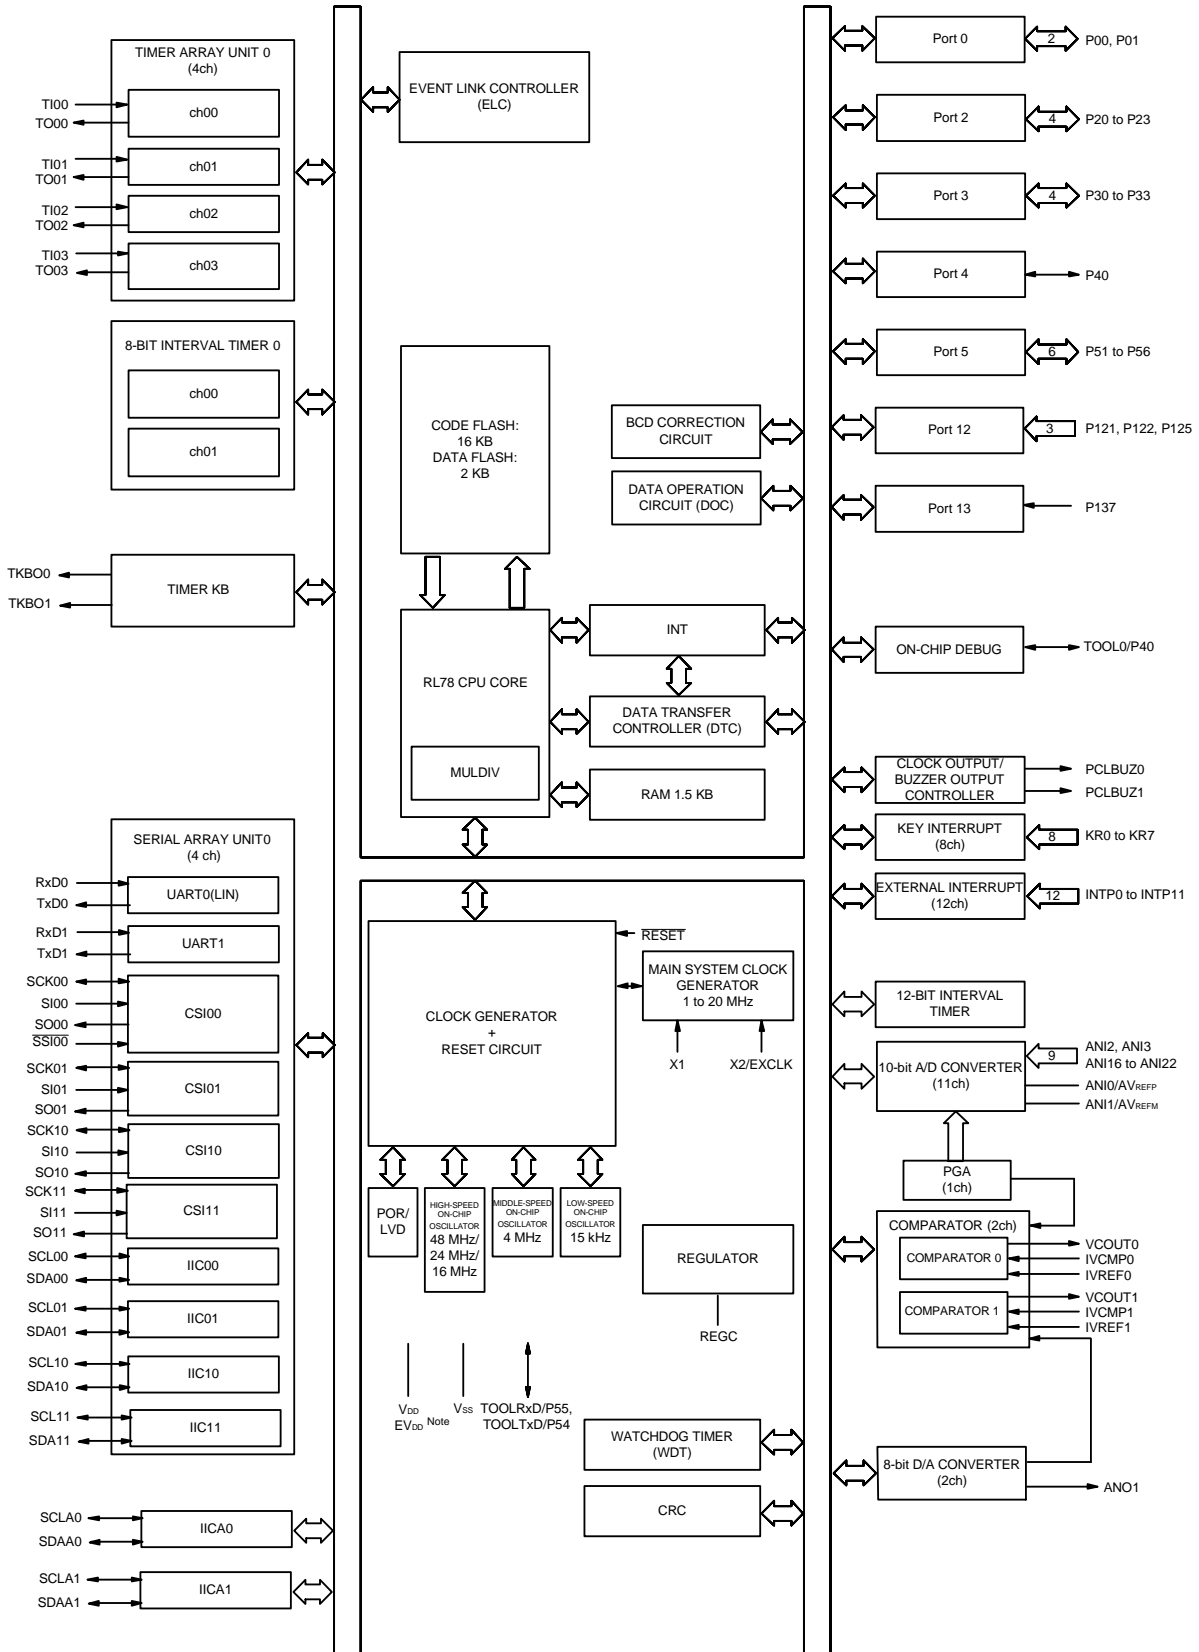 TIMER ARRAY UNIT 0
(4ch)
TI00
TO00
ch00
TI01
TO01
ch01
TI02
TO02
ch02
TI03
TO03
ch03
8-BIT INTERVAL TIMER 0
ch00
ch01
TKBO0
TKBO1
TIMER KB
SERIAL ARRAY UNIT0
(4 ch)
RxD0
TxD0
UART0(LIN)
RxD1
TxD1
UART1
SCK00
SI00
SO00
SSI00
CSI00
SCK01
SI01
SO01
CSI01
SCK10
SI10
SO10
CSI10
SCK11
SI11
SO11
CSI11
SCL00
SDA00
IIC00
SCL01
SDA01
IIC01
SCL10
SDA10
IIC10
SCL11
SDA11
IIC11
SCLA0
SDAA0
IICA0
SCLA1
SDAA1
IICA1
EVENT LINK CONTROLLER
(ELC)
CODE FLASH:
16 KB
DATA FLASH:
2 KB
BCD CORRECTION
CIRCUIT
DATA OPERATION
CIRCUIT (DOC)
RL78 CPU CORE
MULDIV
INT
DATA TRANSFER
CONTROLLER (DTC)
RAM 1.5 KB
CLOCK GENERATOR
+
RESET CIRCUIT
RESET
MAIN SYSTEM CLOCK
GENERATOR
1 to 20 MHz
X1
X2/EXCLK
POR/
LVD
HIGH-SPEED
ON-CHIP
OSCILLATOR
48 MHz/
24 MHz/
16 MHz
MIDDLE-SPEED
ON-CHIP
OSCILLATOR
4 MHz
LOW-SPEED
ON-CHIP
OSCILLATOR
15 kHz
REGULATOR
REGC
VDD
EVDD Note
VSS
TOOLRxD/P55,
TOOLTxD/P54
WATCHDOG TIMER
(WDT)
CRC
Port 0
2
P00, P01
Port 2
4
P20 to P23
Port 3
4
P30 to P33
Port 4
P40
Port 5
6
P51 to P56
Port 12
3
P121, P122, P125
Port 13
P137
ON-CHIP DEBUG
TOOL0/P40
CLOCK OUTPUT/
BUZZER OUTPUT
CONTROLLER
PCLBUZ0
PCLBUZ1
KEY INTERRUPT
(8ch)
8
KR0 to KR7
EXTERNAL INTERRUPT
(12ch)
12
INTP0 to INTP11
12-BIT INTERVAL
TIMER
10-bit A/D CONVERTER
(11ch)
9
ANI2, ANI3
ANI16 to ANI22
ANI0/AVREFP
ANI1/AVREFM
PGA
(1ch)
COMPARATOR (2ch)
COMPARATOR 0
VCOUT0
IVCMP0
IVREF0
COMPARATOR 1
VCOUT1
IVCMP1
IVREF1
8-bit D/A CONVERTER
(2ch)
ANO1